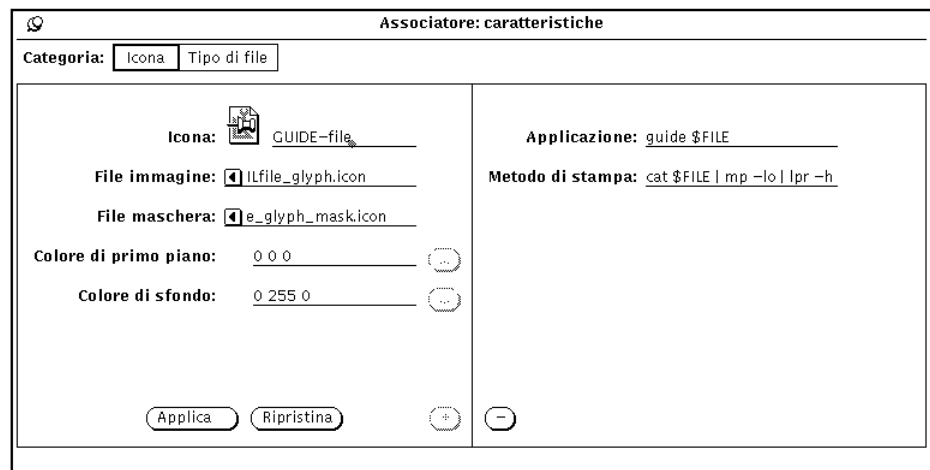 Associatore: caratteristiche
Categoria: Icona Tipo di file
Icona: GUIDE−file
File immagine: ILfile_glyph.icon
File maschera: e_glyph_mask.icon
Colore di primo piano: 0 0 0 ...
Colore di sfondo: 0 255 0 ...
Applica Ripristina +
Applicazione: guide $FILE
Metodo di stampa: cat $FILE | mp −lo | lpr −h
−